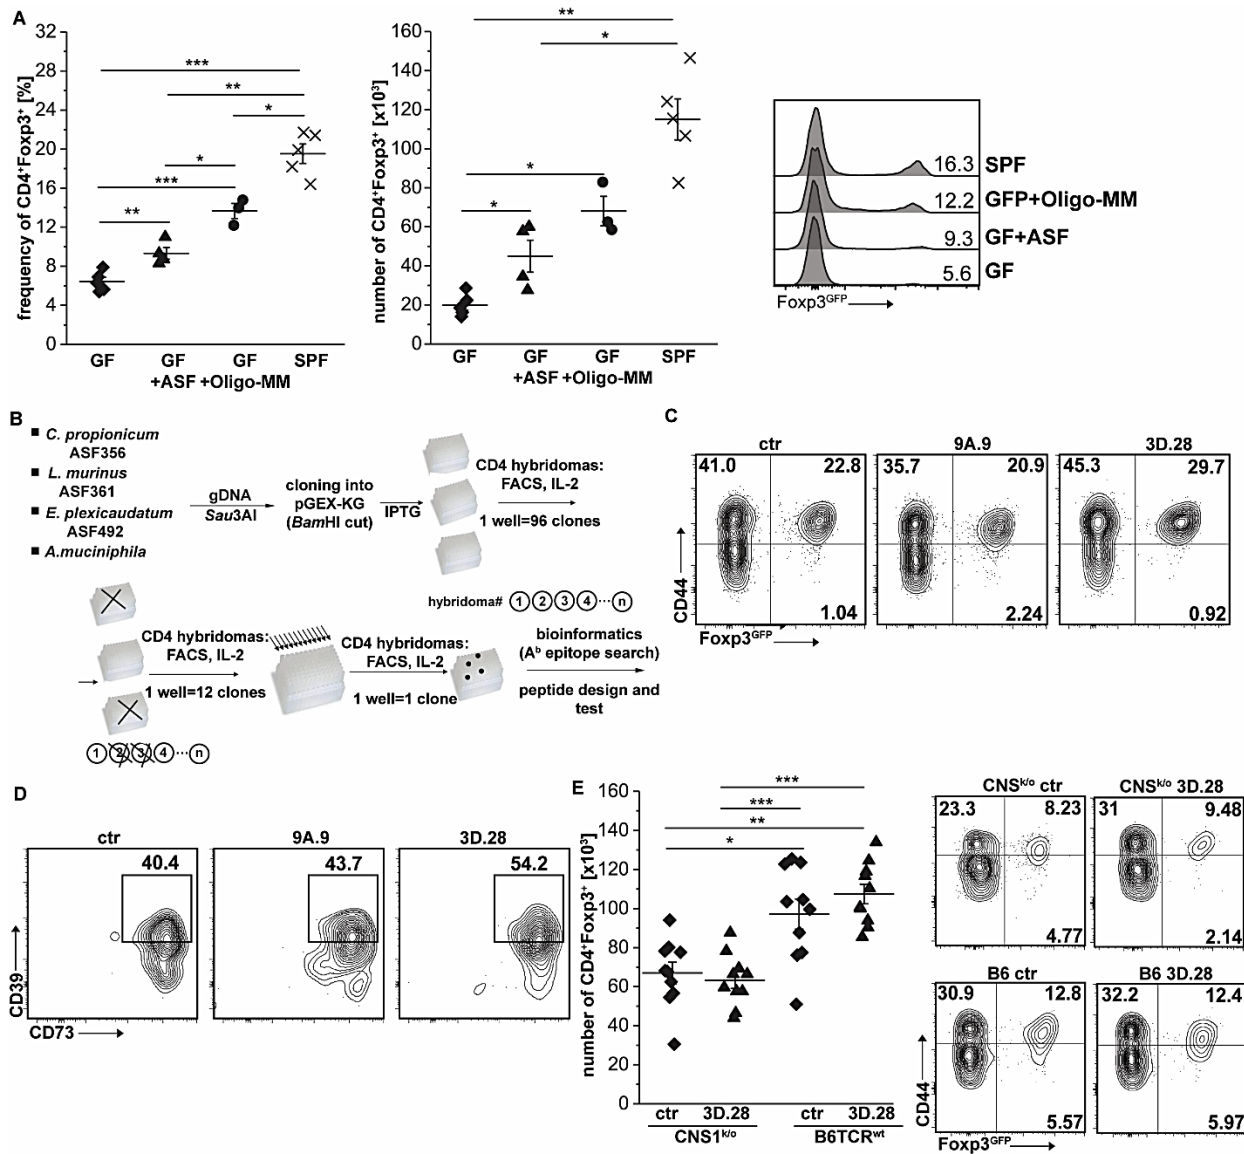 A
frequency of CD4⁺Foxp3⁺ [%]
32
28
24
20
16
12
8
4
0
***
**
*
*
***
**
GF GF GF SPF
+ASF +Oligo-MM
number of CD4⁺Foxp3⁺ [x10³]
160
140
120
100
80
60
40
20
0
**
*
*
*
GF GF GF SPF
+ASF +Oligo-MM
16.3 SPF
12.2 GFP+Oligo-MM
9.3 GF+ASF
5.6 GF
Foxp3ᴳᶠᴾ
B
C. propionicum
ASF356
L. murinus
ASF361
E. plexicaudatum
ASF492
A.muciniphila
gDNA
Sau3AI
cloning into
pGEX-KG
(BamHI cut)
IPTG
CD4 hybridomas:
FACS, IL-2
1 well=96 clones
hybridoma# 1 2 3 4 ··· n
CD4 hybridomas:
FACS, IL-2
1 well=12 clones
CD4 hybridomas:
FACS, IL-2
1 well=1 clone
bioinformatics
(Aᵇ epitope search)
peptide design and
test
1 2 3 4 ··· n
C
ctr 9A.9 3D.28
41.0 22.8 35.7 20.9 45.3 29.7
1.04 2.24 0.92
CD44
Foxp3ᴳᶠᴾ
D
ctr 9A.9 3D.28
40.4 43.7 54.2
CD39
CD73
E
number of CD4⁺Foxp3⁺ [x10³]
160
140
120
100
80
60
40
20
0
***
***
**
*
ctr 3D.28 ctr 3D.28
CNS1ᵏ/ᵒ B6TCRʷᵗ
CNSᵏ/ᵒ ctr CNSᵏ/ᵒ 3D.28
23.3 8.23 31 9.48
4.77 2.14
B6 ctr B6 3D.28
30.9 12.8 32.2 12.4
5.57 5.97
CD44
Foxp3ᴳᶠᴾ